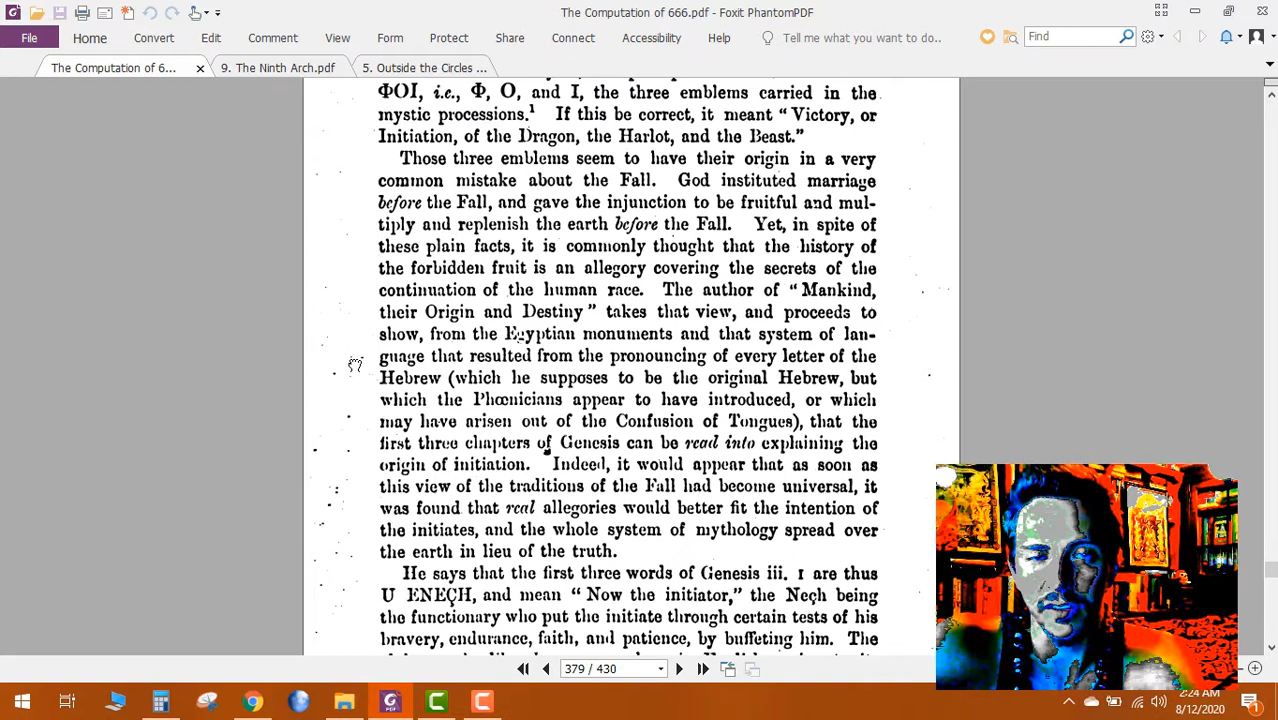 The Computation of 666.pdf - Foxit PhantomPDF
File Home Convert Edit Comment View Form Protect Share Connect Accessibility Help Tell me what you want to do.. Find
The Computation of 6... 9. The Ninth Arch.pdf 5. Outside the Circles ...
ΦΟΙ, i.e., Φ, Ο, and I, the three emblems carried in the
mystic processions.¹ If this be correct, it meant "Victory, or
Initiation, of the Dragon, the Harlot, and the Beast."
Those three emblems seem to have their origin in a very
common mistake about the Fall. God instituted marriage
before the Fall, and gave the injunction to be fruitful and mul-
tiply and replenish the earth before the Fall. Yet, in spite of
these plain facts, it is commonly thought that the history of
the forbidden fruit is an allegory covering the secrets of the
continuation of the human race. The author of "Mankind,
their Origin and Destiny" takes that view, and proceeds to
show, from the Egyptian monuments and that system of lan-
guage that resulted from the pronouncing of every letter of the
Hebrew (which he supposes to be the original Hebrew, but
which the Phœnicians appear to have introduced, or which
may have arisen out of the Confusion of Tongues), that the
first three chapters of Genesis can be read into explaining the
origin of initiation. Indeed, it would appear that as soon as
this view of the traditions of the Fall had become universal, it
was found that real allegories would better fit the intention of
the initiates, and the whole system of mythology spread over
the earth in lieu of the truth.
He says that the first three words of Genesis iii. 1 are thus
U ENEÇH, and mean "Now the initiator," the Neçh being
the functionary who put the initiate through certain tests of his
bravery, endurance, faith, and patience, by buffeting him. The
379 / 430
2:24 AM
8/12/2020